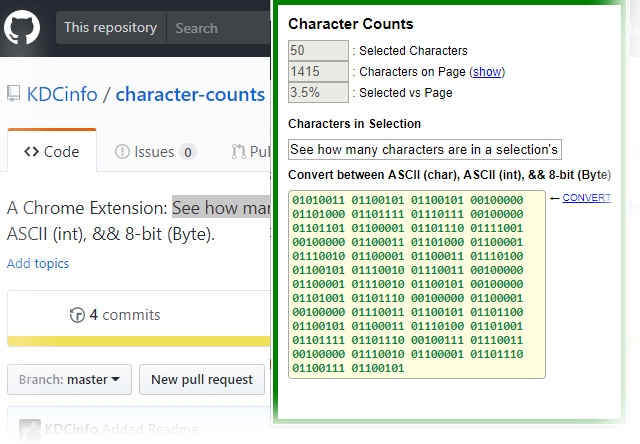 This repository Search
KDCinfo / character-counts
Code Issues 0 Pul
A Chrome Extension: See how man
ASCII (int), && 8-bit (Byte).
Add topics
4 commits
Branch: master New pull request
KDCinfo Added Readme
Character Counts
50 : Selected Characters
1415 : Characters on Page (show)
3.5% : Selected vs Page
Characters in Selection
See how many characters are in a selection's
Convert between ASCII (char), ASCII (int), && 8-bit (Byte)
01010011 01100101 01100101 00100000
← CONVERT
01101000 01101111 01110111 00100000
01101101 01100001 01101110 01111001
00100000 01100011 01101000 01100001
01110010 01100001 01100011 01110100
01100101 01110010 01110011 00100000
01100001 01110010 01100101 00100000
01101001 01101110 00100000 01100001
00100000 01110011 01100101 01101100
01100101 01100011 01110100 01101001
01101111 01101110 00100111 01110011
00100000 01110010 01100001 01101110
01100111 01100101